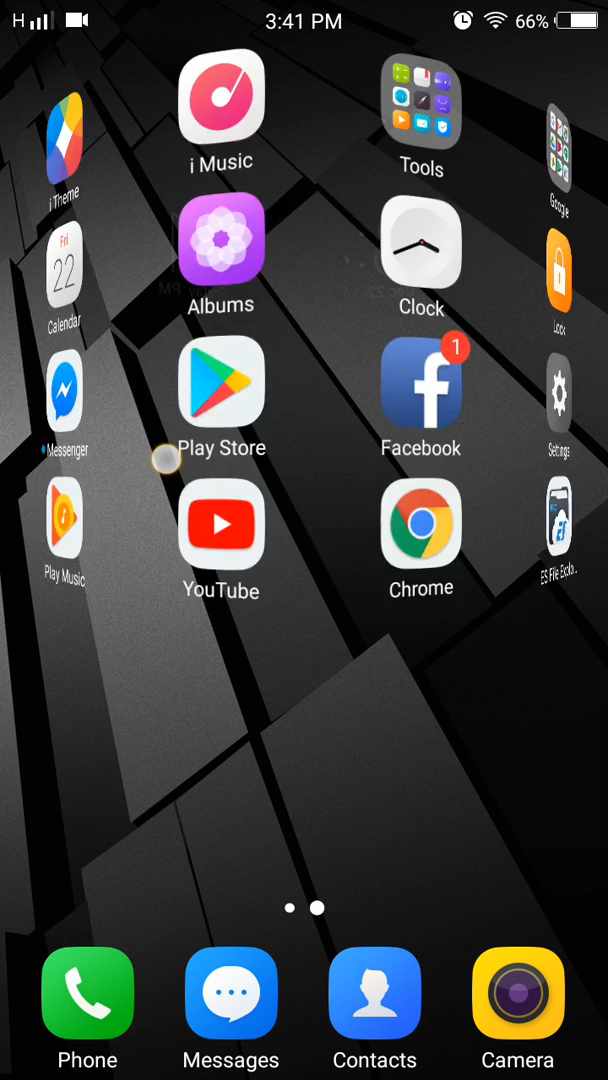 H 3:41 PM 66%
i Theme i Music Tools Google
Fri
22
Calendar Albums Clock Lock
1
Messenger Play Store Facebook Settings
Play Music YouTube Chrome ES File Explo..
Phone Messages Contacts Camera